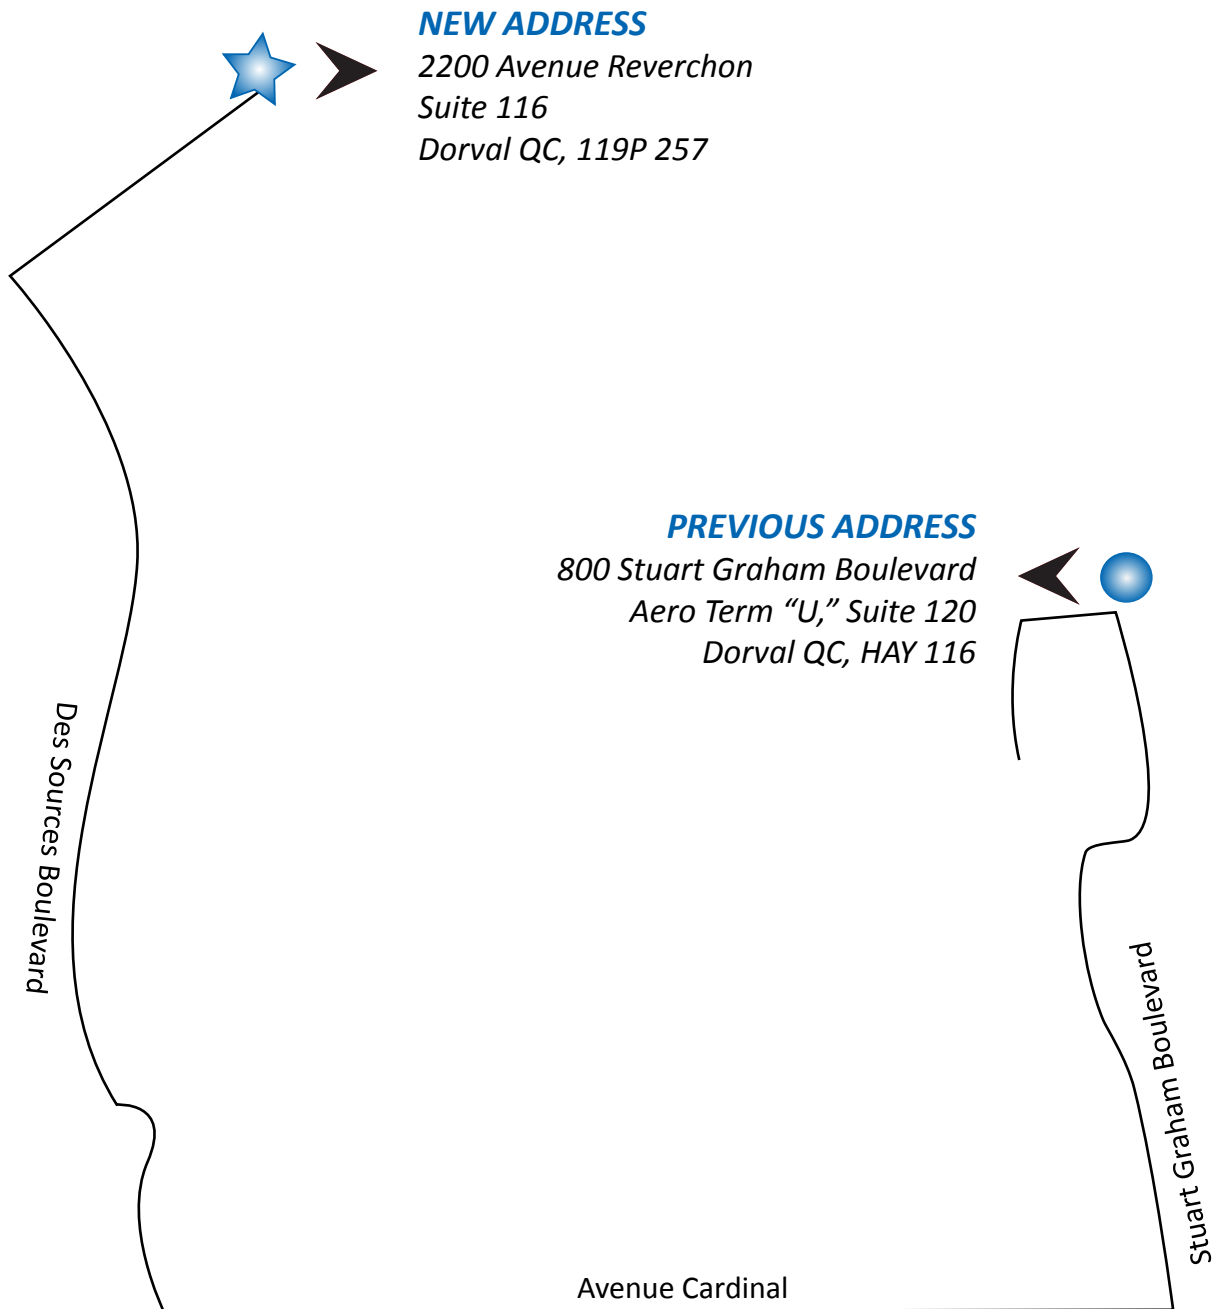 NEW ADDRESS
2200 Avenue Reverchon
Suite 116
Dorval QC, 119P 257
PREVIOUS ADDRESS
800 Stuart Graham Boulevard
Aero Term “U,” Suite 120
Dorval QC, HAY 116
Des Sources Boulevard
Stuart Graham Boulevard
Avenue Cardinal